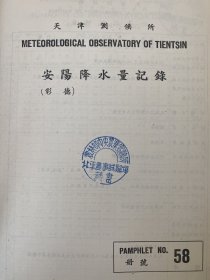 天津測候所
METEOROLOGICAL OBSERVATORY OF TIENTSIN
安陽降水量記錄
(彰德)
PAMPHLET NO. 58
冊號